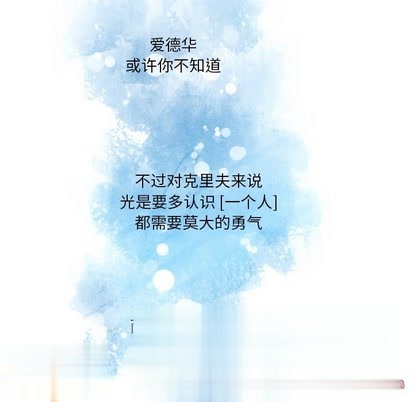 爱德华
或许你不知道
不过对克里夫来说
光是要多认识 [一个人]
都需要莫大的勇气